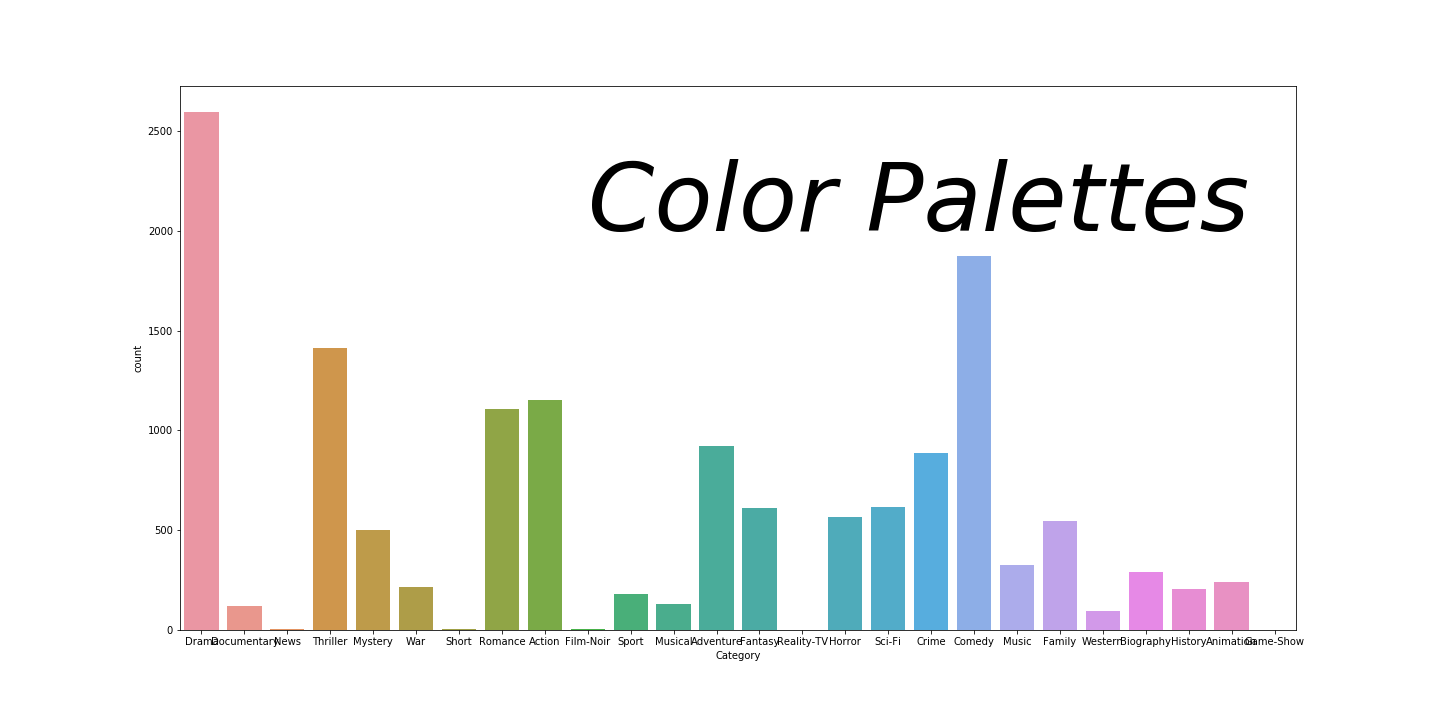 Color Palettes
2500
2000
1500
1000
500
0
count
Drama Documentary News Thriller Mystery War Short Romance Action Film-Noir Sport Musical Adventure Fantasy Reality-TV Horror Sci-Fi Crime Comedy Music Family Western Biography History Animation Game-Show
Category